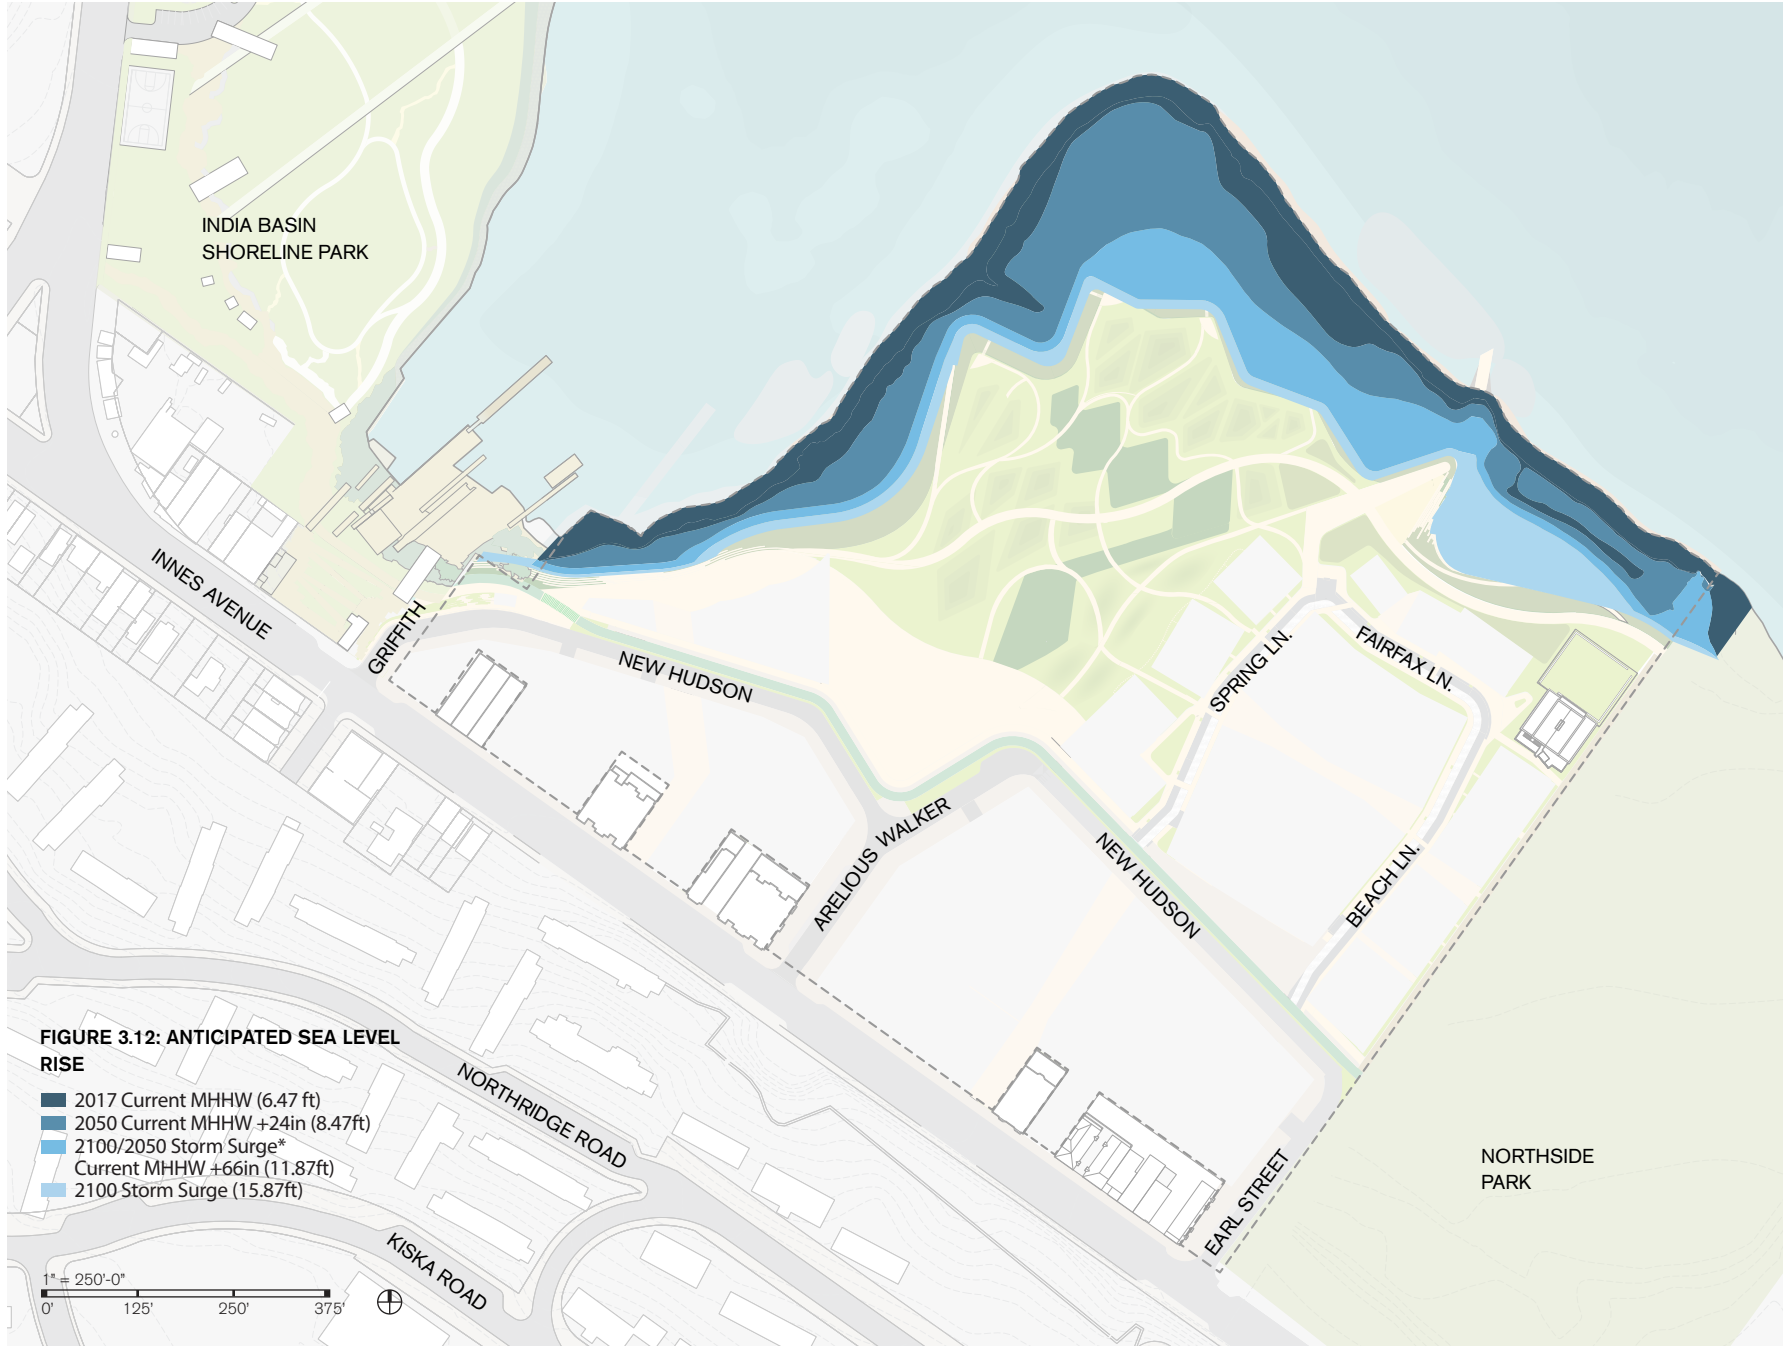 INDIA BASIN
SHORELINE PARK
INNES AVENUE
GRIFFITH
NEW HUDSON
SPRING LN.
FAIRFAX LN.
ARELIOUS WALKER
NEW HUDSON
BEACH LN.
FIGURE 3.12: ANTICIPATED SEA LEVEL
RISE
2017 Current MHHW (6.47 ft)
2050 Current MHHW +24in (8.47ft)
2100/2050 Storm Surge*
Current MHHW +66in (11.87ft)
2100 Storm Surge (15.87ft)
NORTHRIDGE ROAD
KISKA ROAD
EARL STREET
NORTHSIDE
PARK
1" = 250'-0"
0' 125' 250' 375'